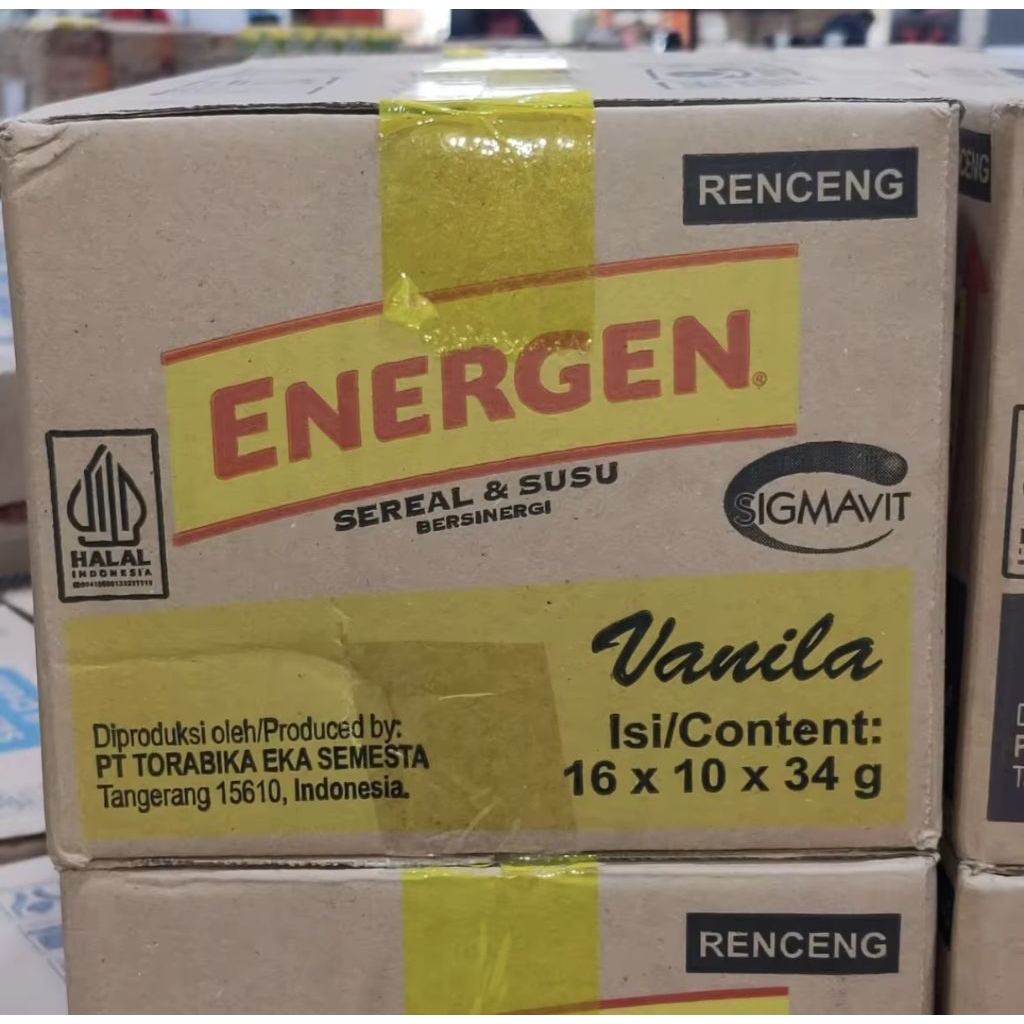 RENCENG
CENG
ENERGEN®
SEREAL & SUSU
BERSINERGI
HALAL
INDONESIA
SIGMAVIT
Vanila
Diproduksi oleh/Produced by:
PT TORABIKA EKA SEMESTA
Tangerang 15610, Indonesia.
Isi/Content:
16 x 10 x 34 g
RENCENG